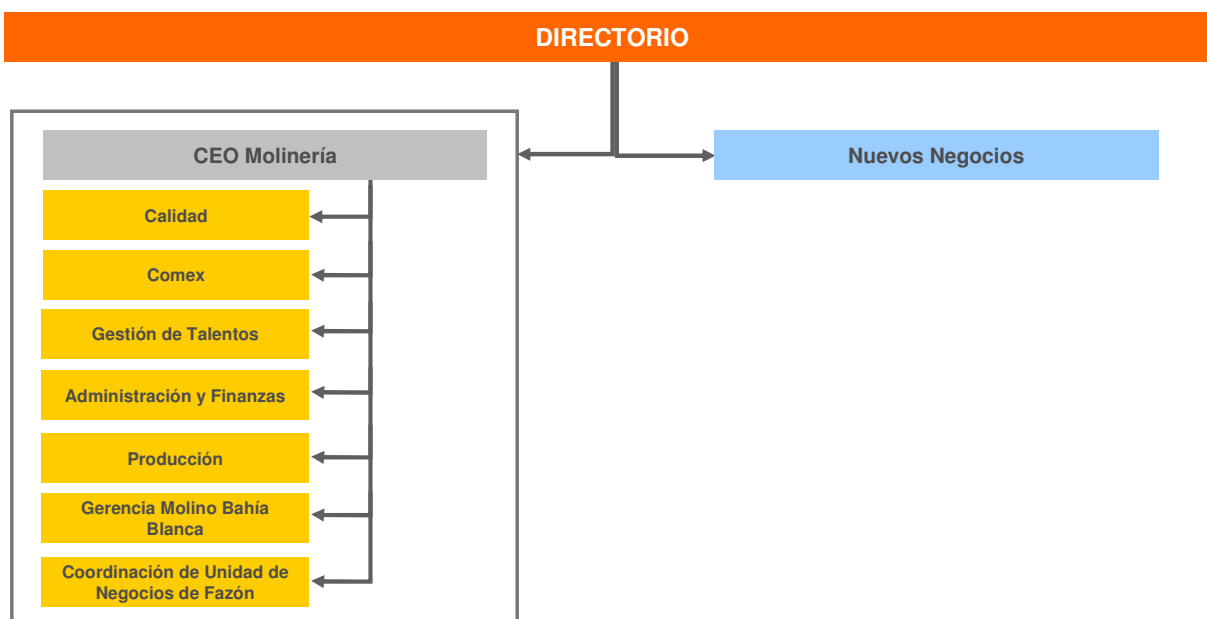 DIRECTORIO
CEO Molinería
Nuevos Negocios
Calidad
Comex
Gestión de Talentos
Administración y Finanzas
Producción
Gerencia Molino Bahía
Blanca
Coordinación de Unidad de
Negocios de Fazón